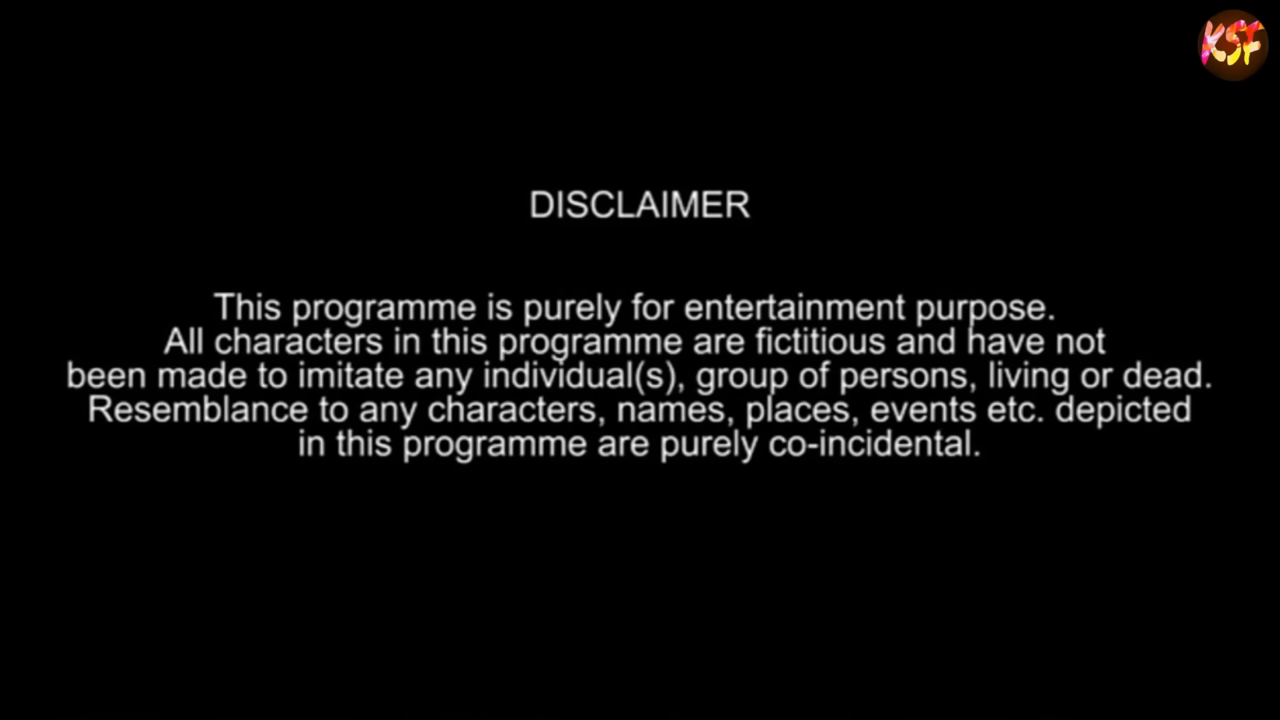 KSF
DISCLAIMER
This programme is purely for entertainment purpose.
All characters in this programme are fictitious and have not
been made to imitate any individual(s), group of persons, living or dead.
Resemblance to any characters, names, places, events etc. depicted
in this programme are purely co-incidental.